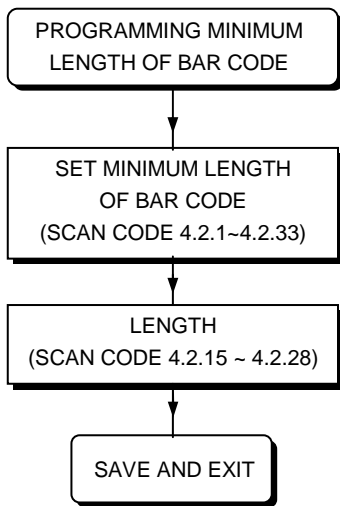 PROGRAMMING MINIMUM
LENGTH OF BAR CODE
SET MINIMUM LENGTH
OF BAR CODE
(SCAN CODE 4.2.1~4.2.33)
LENGTH
(SCAN CODE 4.2.15 ~ 4.2.28)
SAVE AND EXIT